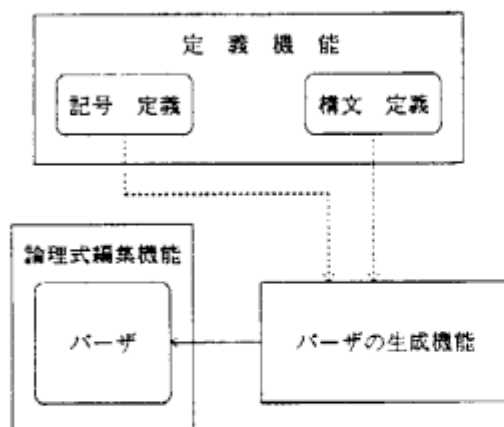 定義機能
記号 定義
構文 定義
論理式編集機能
パーザ
パーザの生成機能